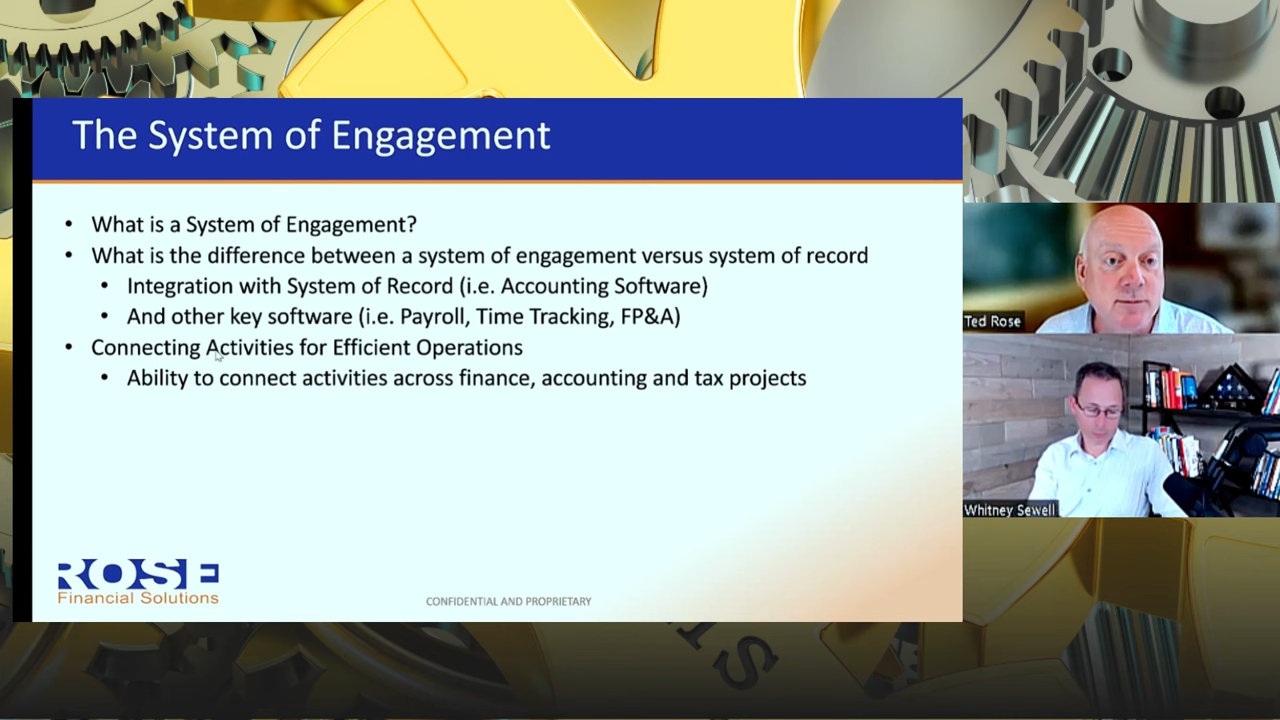 The System of Engagement
• What is a System of Engagement?
• What is the difference between a system of engagement versus system of record
• Integration with System of Record (i.e. Accounting Software)
• And other key software (i.e. Payroll, Time Tracking, FP&A)
• Connecting Activities for Efficient Operations
• Ability to connect activities across finance, accounting and tax projects
ROSE
Financial Solutions
CONFIDENTIAL AND PROPRIETARY
Ted Rose
Whitney Sewell